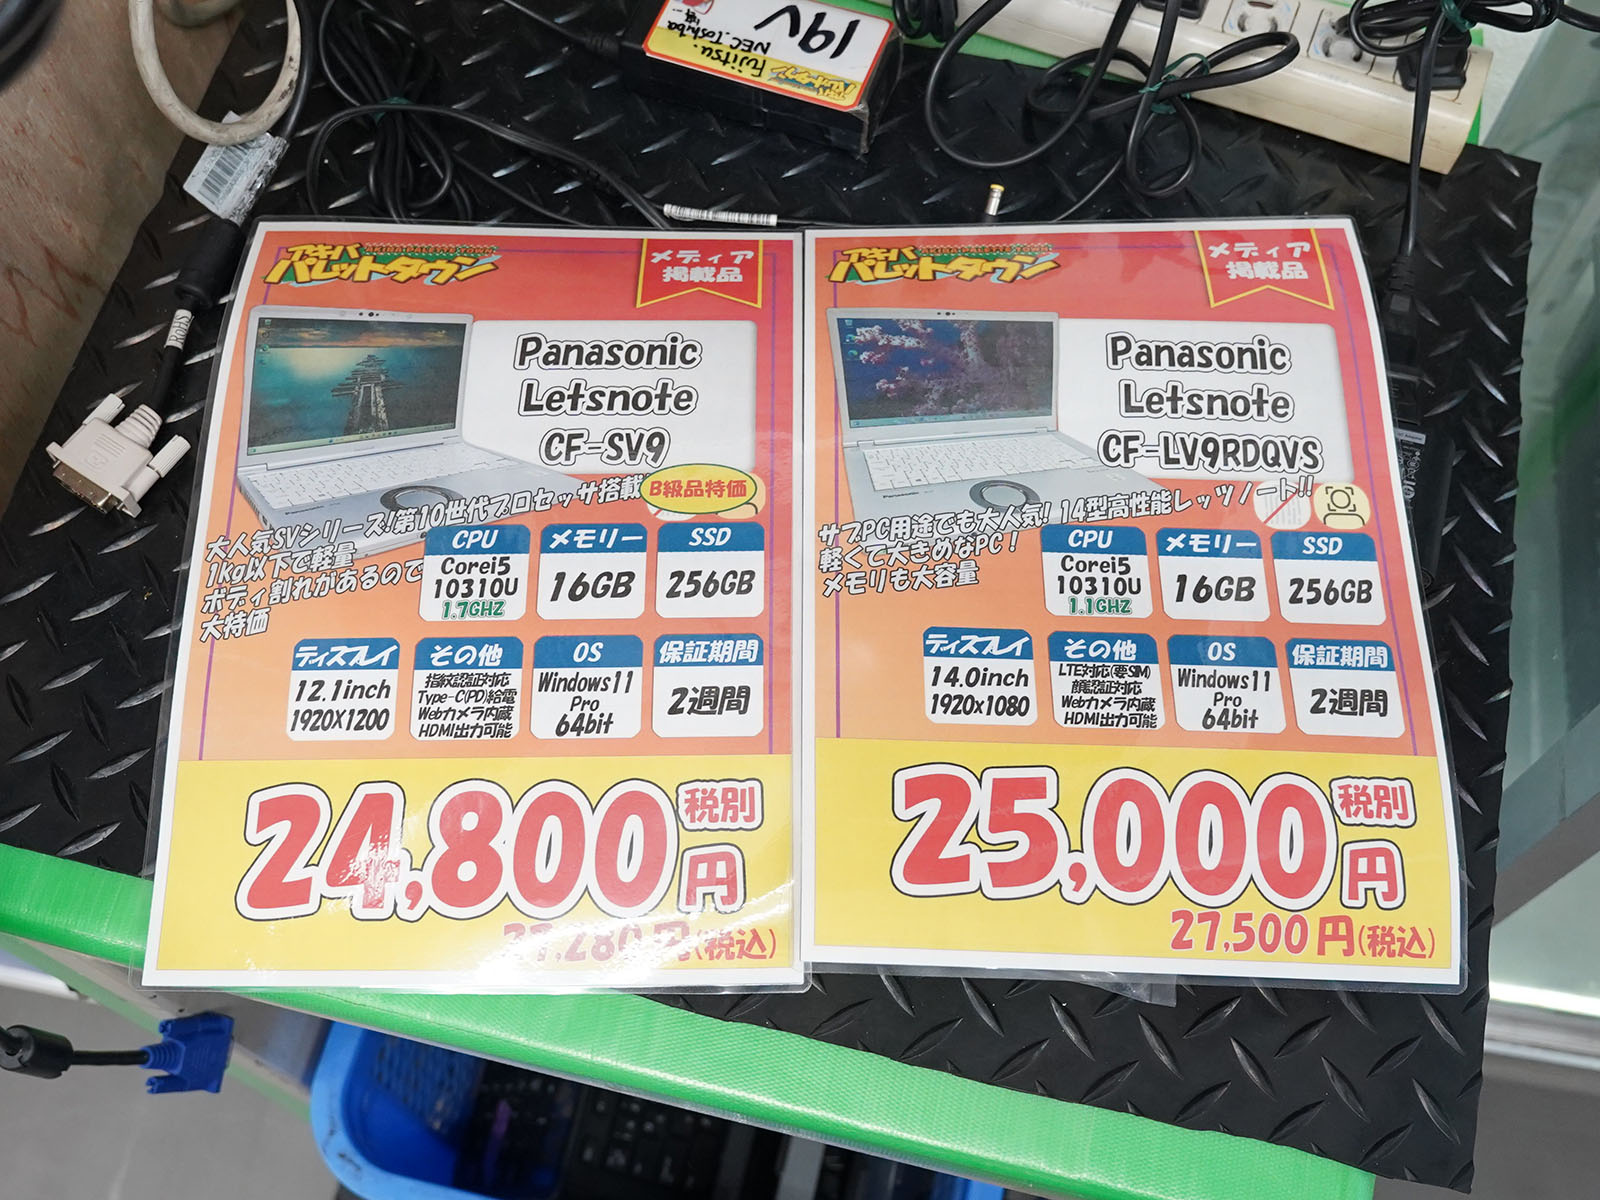 19V
NEC.Toshiba
Fujitsu.
RoHS
アキバ
パレットタウン
メディア
掲載品
Panasonic
Letsnote
CF-SV9
B級品特価
大人気SVシリーズ!第10世代プロセッサ搭載
1kg以下で軽量
ボディ割れがあるので
大特価
CPU
Corei5
10310U
1.7GHZ
メモリー
16GB
SSD
256GB
ディスプレイ
12.1inch
1920X1200
その他
指紋認証対応
Type-C(PD)給電
Webカメラ内蔵
HDMI出力可能
OS
Windows11
Pro
64bit
保証期間
2週間
24,800円
税別
27,280円(税込)
アキバ
パレットタウン
メディア
掲載品
Panasonic
Letsnote
CF-LV9RDQVS
サブPC用途でも大人気! 14型高性能レッツノート!!
軽くて大きめなPC!
メモリも大容量
CPU
Corei5
10310U
1.1GHZ
メモリー
16GB
SSD
256GB
ディスプレイ
14.0inch
1920x1080
その他
LTE対応(要SIM)
顔認証対応
Webカメラ内蔵
HDMI出力可能
OS
Windows11
Pro
64bit
保証期間
2週間
25,000円
税別
27,500円(税込)